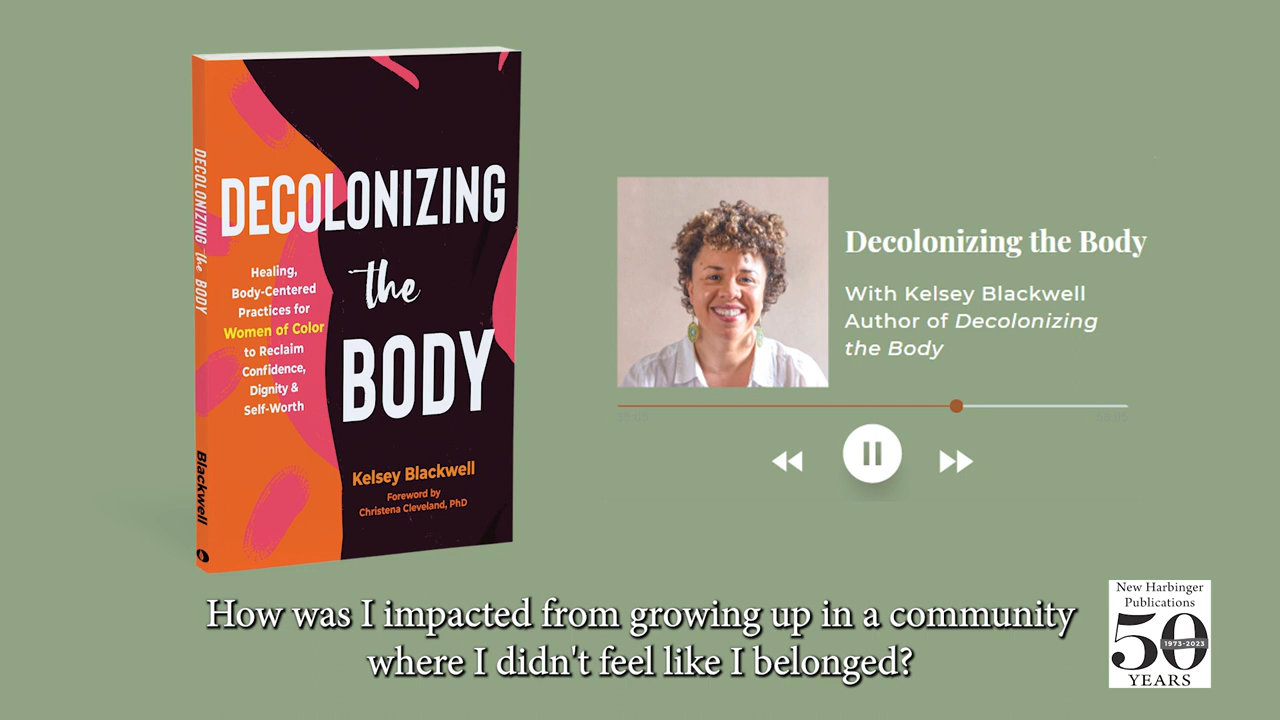 DECOLONIZING the BODY
Blackwell
DECOLONIZING
the
BODY
Healing,
Body-Centered
Practices for
Women of Color
to Reclaim
Confidence,
Dignity &
Self-Worth
Kelsey Blackwell
Foreword by
Christena Cleveland, PhD
Decolonizing the Body
With Kelsey Blackwell
Author of Decolonizing
the Body
How was I impacted from growing up in a community
where I didn't feel like I belonged?
New Harbinger
Publications
50
1973-2023
YEARS